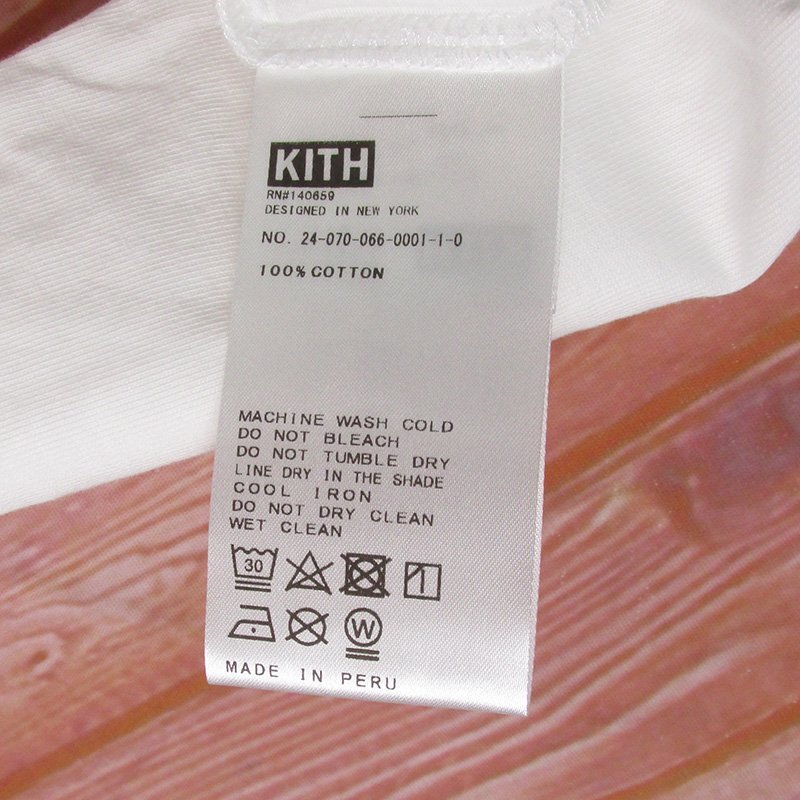 KITH
RN#140659
DESIGNED IN NEW YORK
NO. 24-070-066-0001-1-0
100% COTTON
MACHINE WASH COLD
DO NOT BLEACH
DO NOT TUMBLE DRY
LINE DRY IN THE SHADE
COOL IRON
DO NOT DRY CLEAN
WET CLEAN
30
W
MADE IN PERU